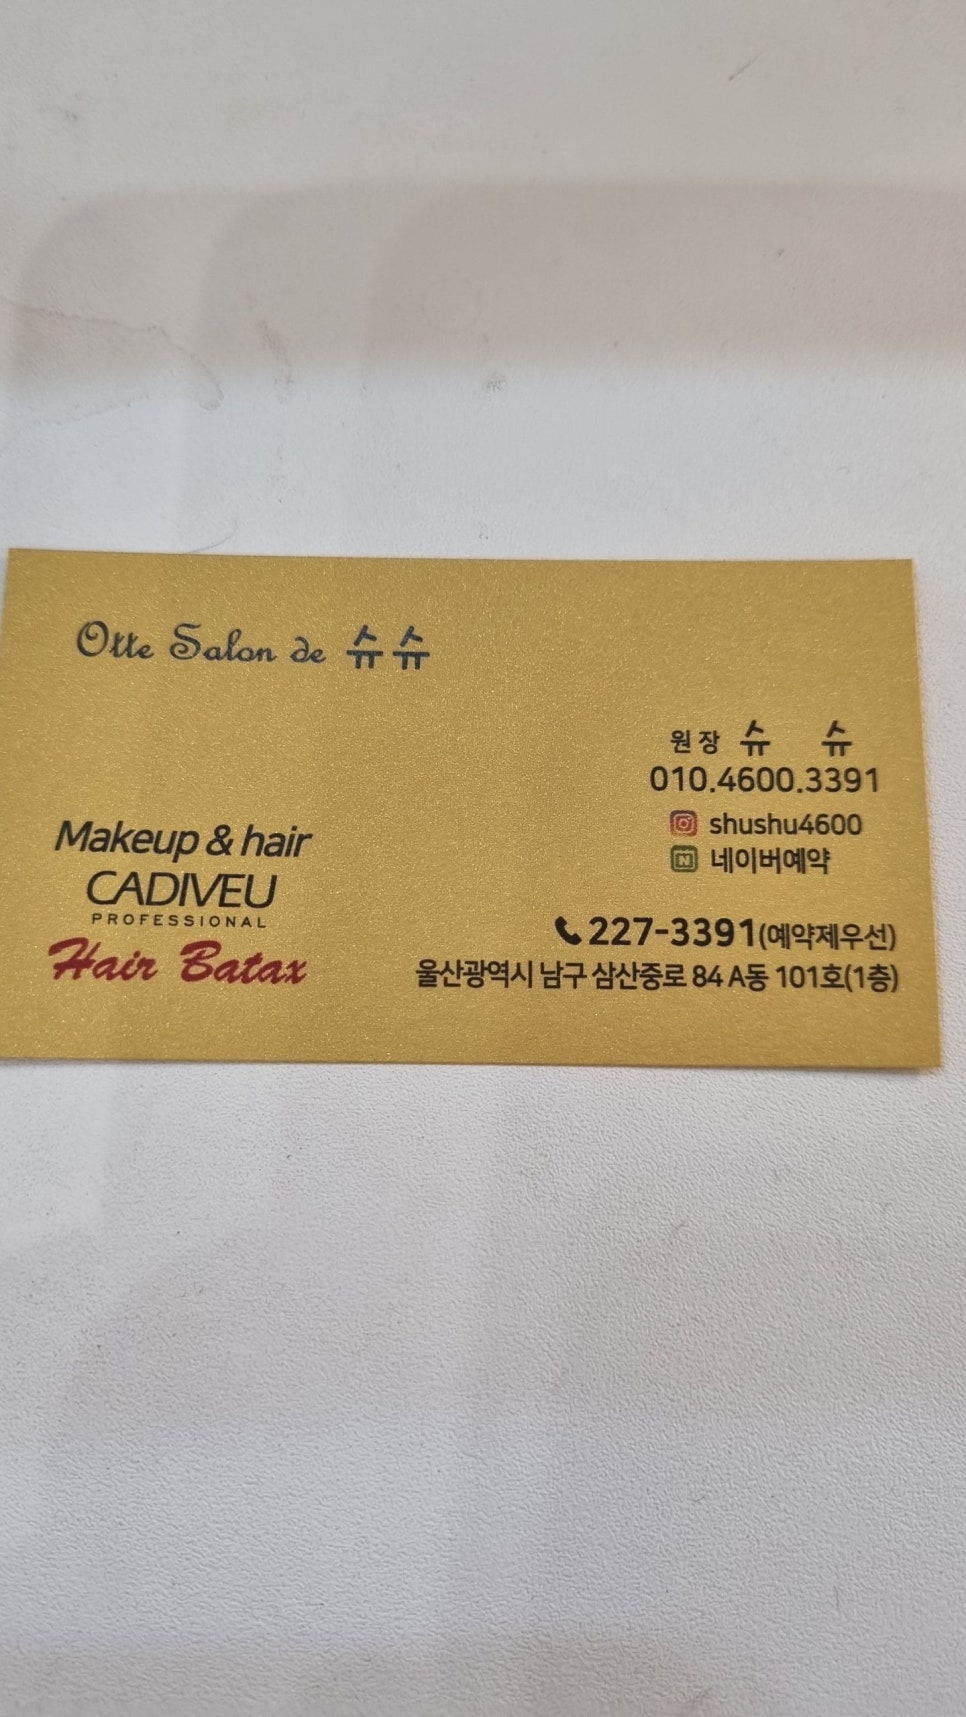 Otte Salon de 슈슈
원장 슈 슈
010.4600.3391
shushu4600
네이버예약
Makeup & hair
CADIVEU
PROFESSIONAL
Hair Batax
227-3391(예약제우선)
울산광역시 남구 삼산중로 84 A동 101호(1층)